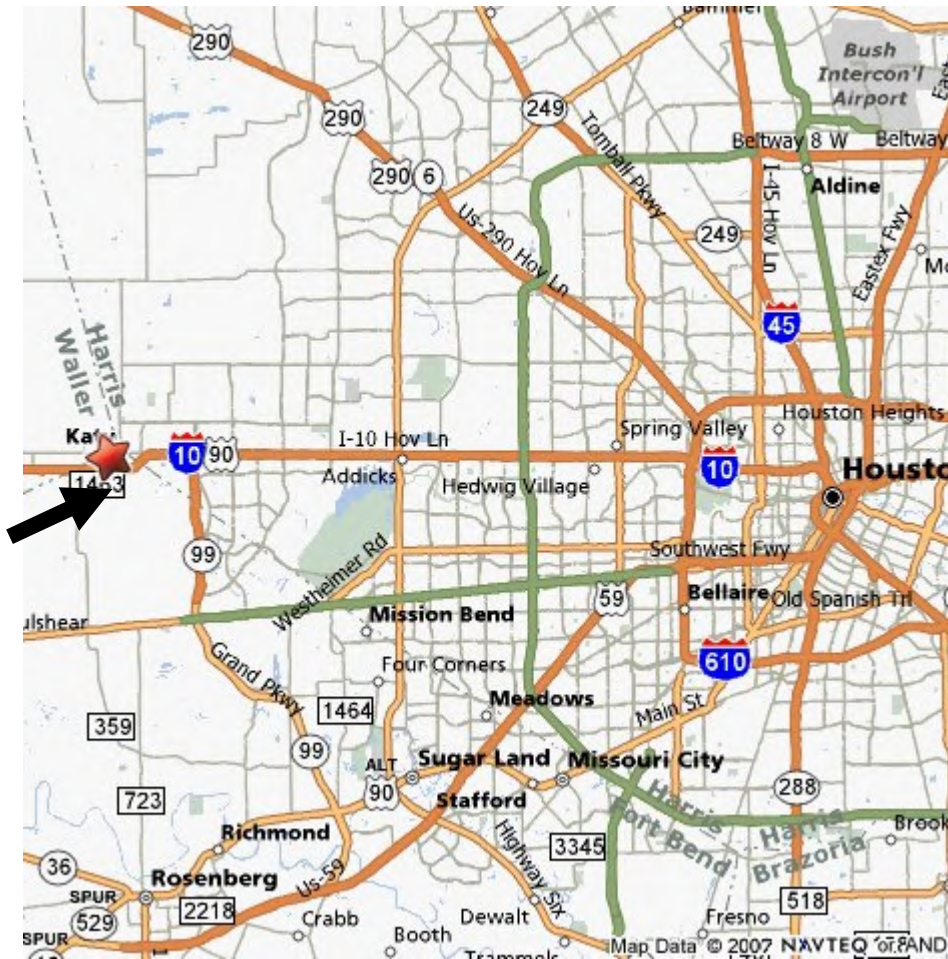 Bammel
290
Bush
Intercon'l
Airport
290
249
Tomball Pkwy
Beltway 8 W
Beltway
290
6
I-45 Hov Ln
Aldine
US-290 Hov Ln
249
Eastex Fwy
45
Harris
Waller
Houston Heights
Spring Valley
I-10 Hov Ln
10
90
Addicks
Hedwig Village
10
Housto
99
Westheimer Rd
Southwest Fwy
59
Bellaire
Old Spanish Trl
Mission Bend
ulshear
Grand Pkwy
Four Corners
610
Meadows
Main St
359
1464
99
ALT
90
Sugar Land
Missouri City
Stafford
288
723
Harris
Fort Bend
Harris
Brazoria
Brook
Richmond
Highway Six
3345
36
SPUR
529
Rosenberg
US-59
2218
518
Crabb
Dewalt
Fresno
SPUR
Booth
Trammels
Map Data © 2007 NAVTEQ